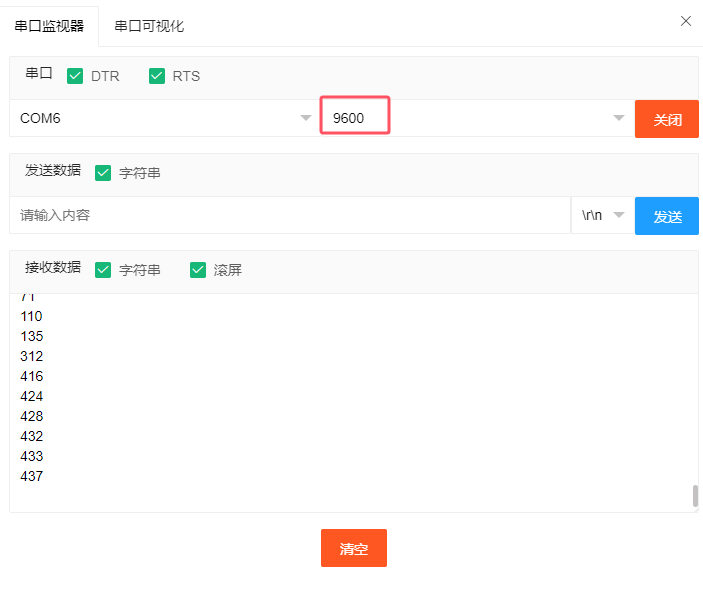 串口监视器 串口可视化
串口 DTR RTS
COM6 9600 关闭
发送数据 字符串
请输入内容 \r\n 发送
接收数据 字符串 滚屏
71
110
135
312
416
424
428
432
433
437
清空